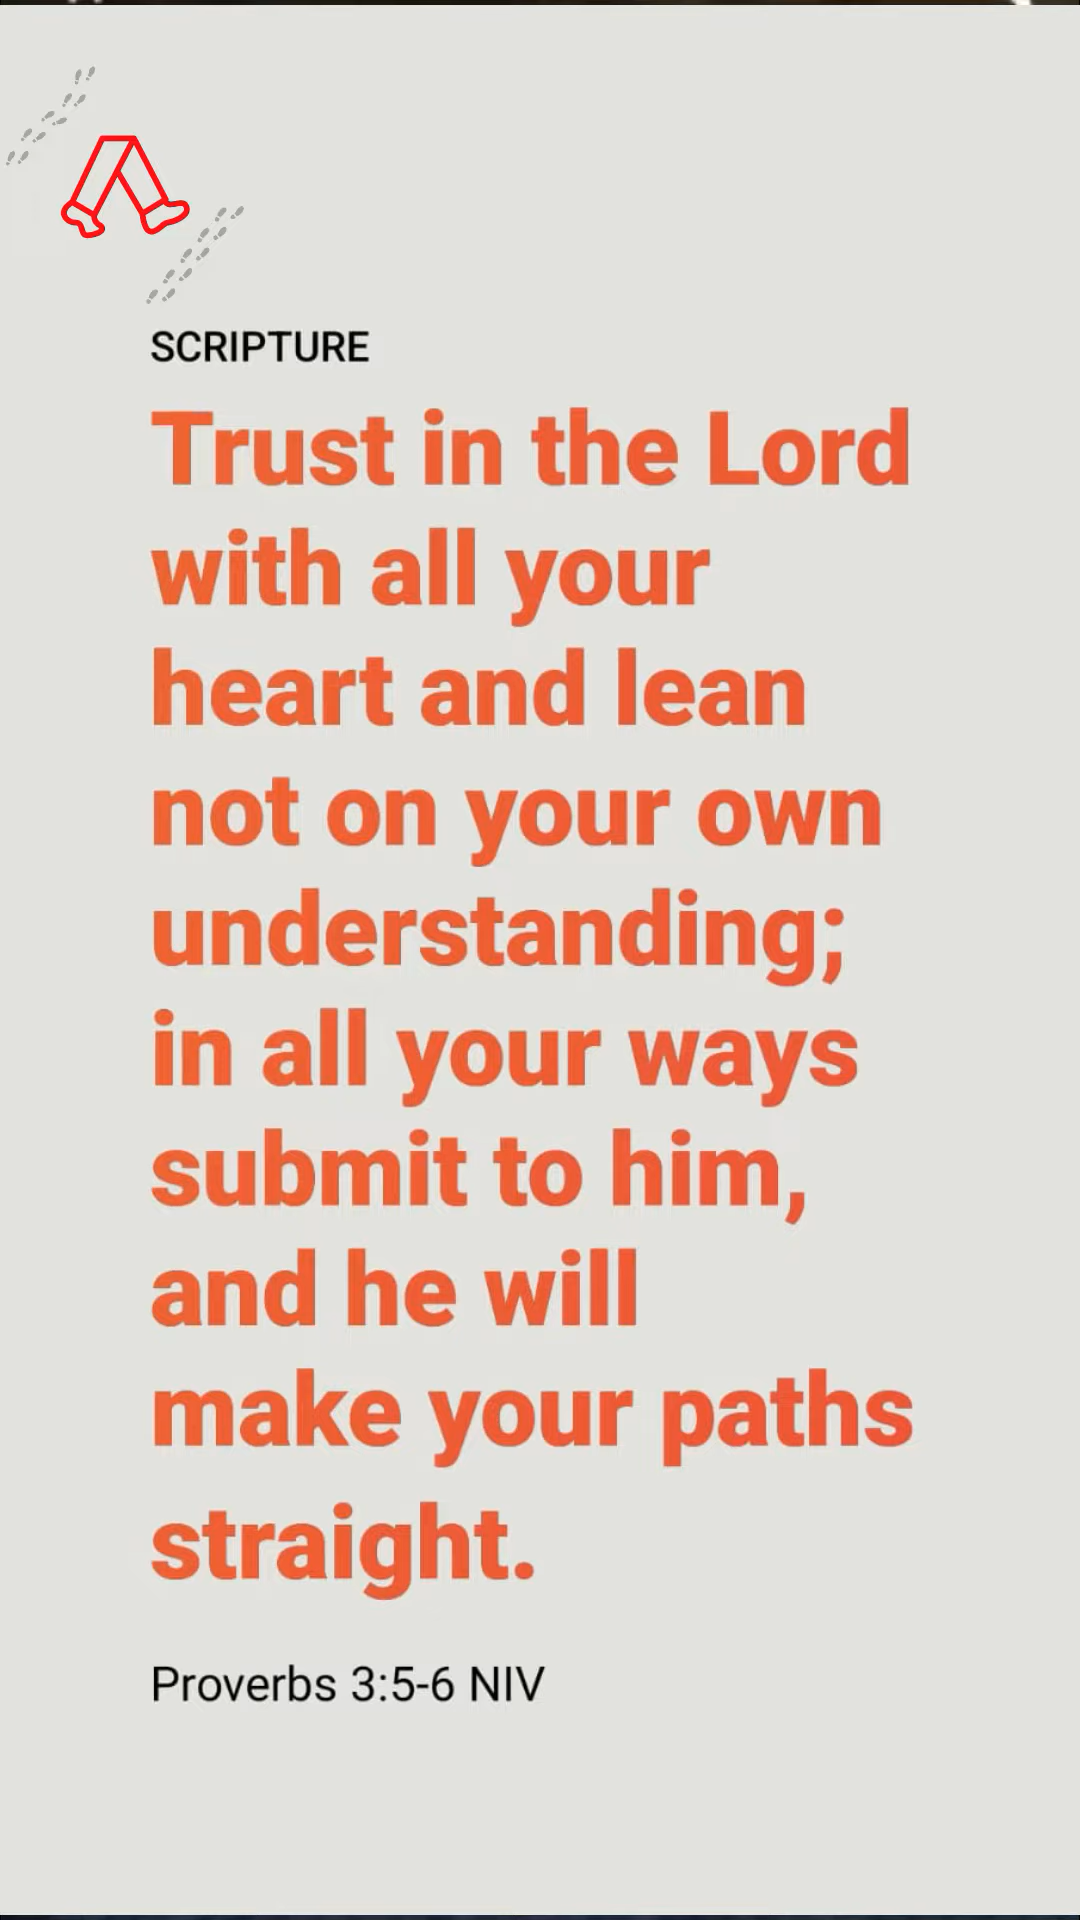 SCRIPTURE
Trust in the Lord
with all your
heart and lean
not on your own
understanding;
in all your ways
submit to him,
and he will
make your paths
straight.
Proverbs 3:5-6 NIV